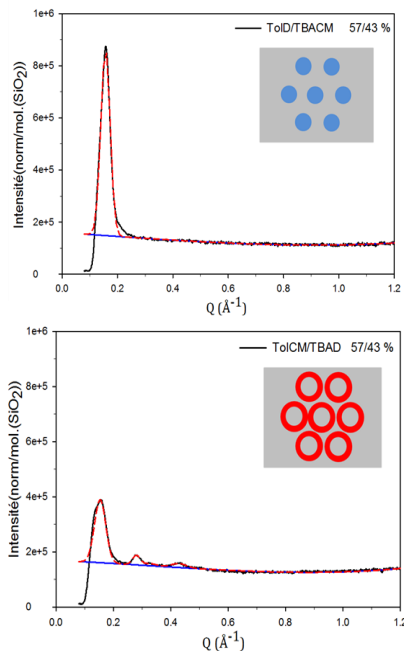 1e+6
8e+5
6e+5
4e+5
2e+5
0
Intensité(norm/mol.(SiO2))
TolD/TBACM 57/43 %
0.0 0.2 0.4 0.6 0.8 1.0 1.2
Q (Å-1)
1e+6
8e+5
6e+5
4e+5
2e+5
0
Intensité(norm/mol.(SiO2))
TolCM/TBAD 57/43 %
0.0 0.2 0.4 0.6 0.8 1.0 1.2
Q (Å-1)